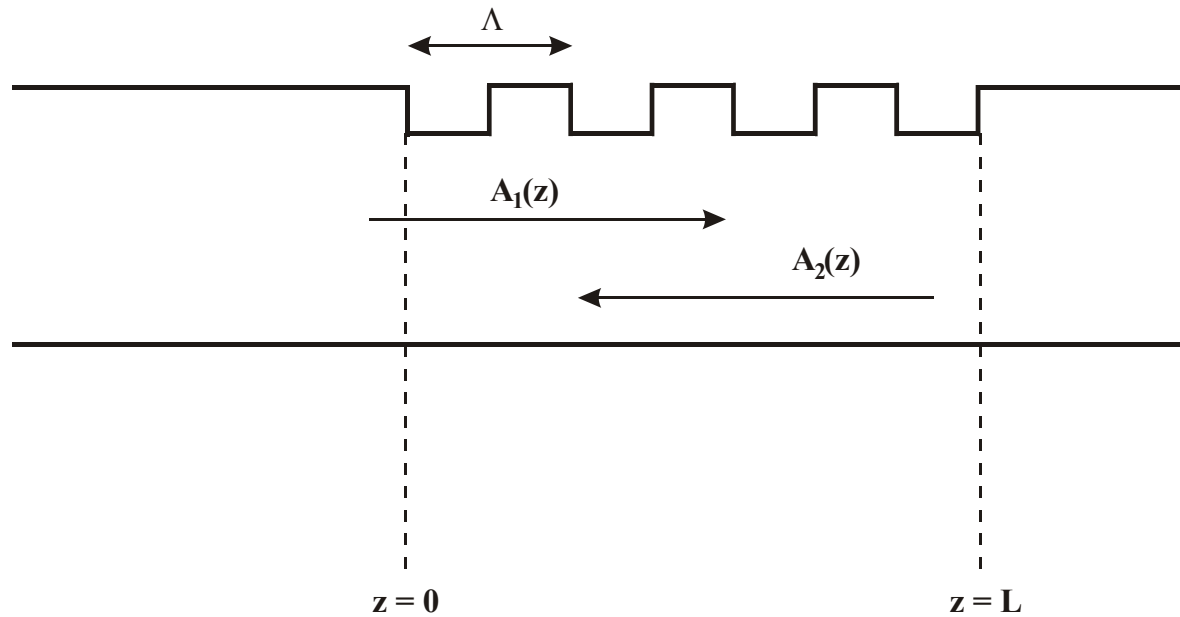 Λ
A₁(z)
A₂(z)
z = 0
z = L